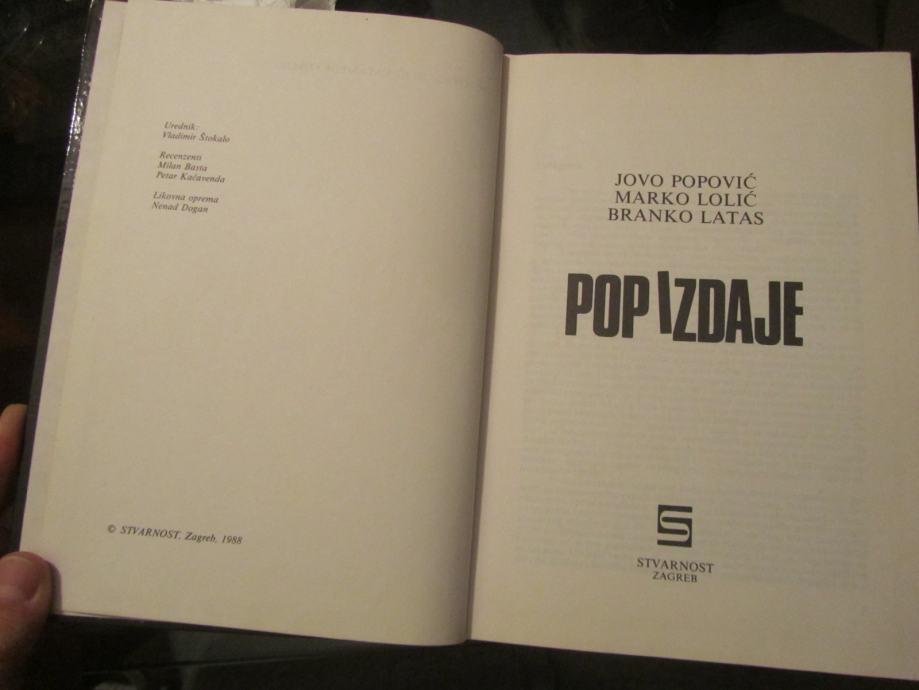 Urednik:
Vladimir Štokalo
Recenzenti
Milan Basta
Petar Kačavenda
Likovna oprema
Nenad Dogan
© STVARNOST, Zagreb, 1988
JOVO POPOVIĆ
MARKO LOLIĆ
BRANKO LATAS
POP IZDAJE
STVARNOST
ZAGREB